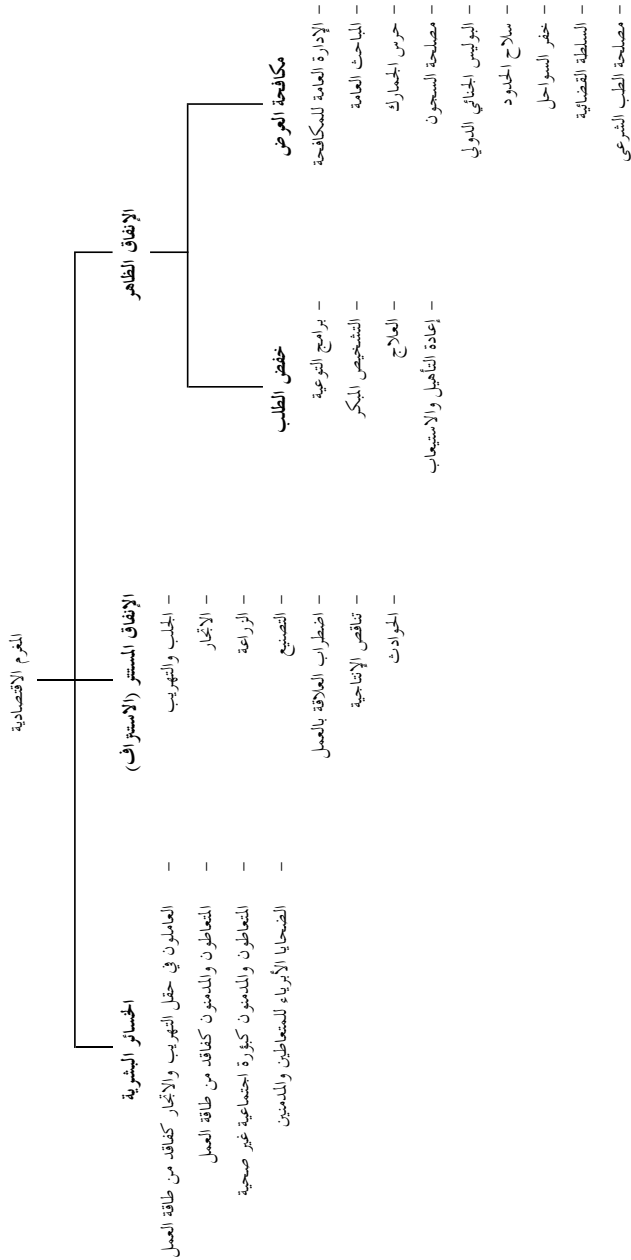 المغرم الاقتصادية
الإنفاق الظاهر
مكافحة العرض
– الإدارة العامة للمكافحة
– المباحث العامة
– حرس الجمارك
– مصلحة السجون
– البوليس الجنائي الدولي
– سلاح الحدود
– خفر السواحل
– السلطة القضائية
– مصلحة الطب الشرعى
خفض الطلب
– برامج التوعية
– التشخيص المبكر
– العلاج
– إعادة التأهيل والاستيعاب
الإنفاق المستتر (الاستنزاف)
– الجلب والتهريب
– الاتجار
– الزراعة
– التصنيع
– اضطراب العلاقة بالعمل
– تناقص الإنتاجية
– الحوادث
الخسائر البشرية
– العاملون في حقل التهريب والاتجار كفاقد من طاقة العمل
– المتعاطون والمدمنون كفاقد من طاقة العمل
– المتعاطون والمدمنون كبؤرة اجتماعية غير صحية
– الضحايا الأبرياء للمتعاطين والمدمنين